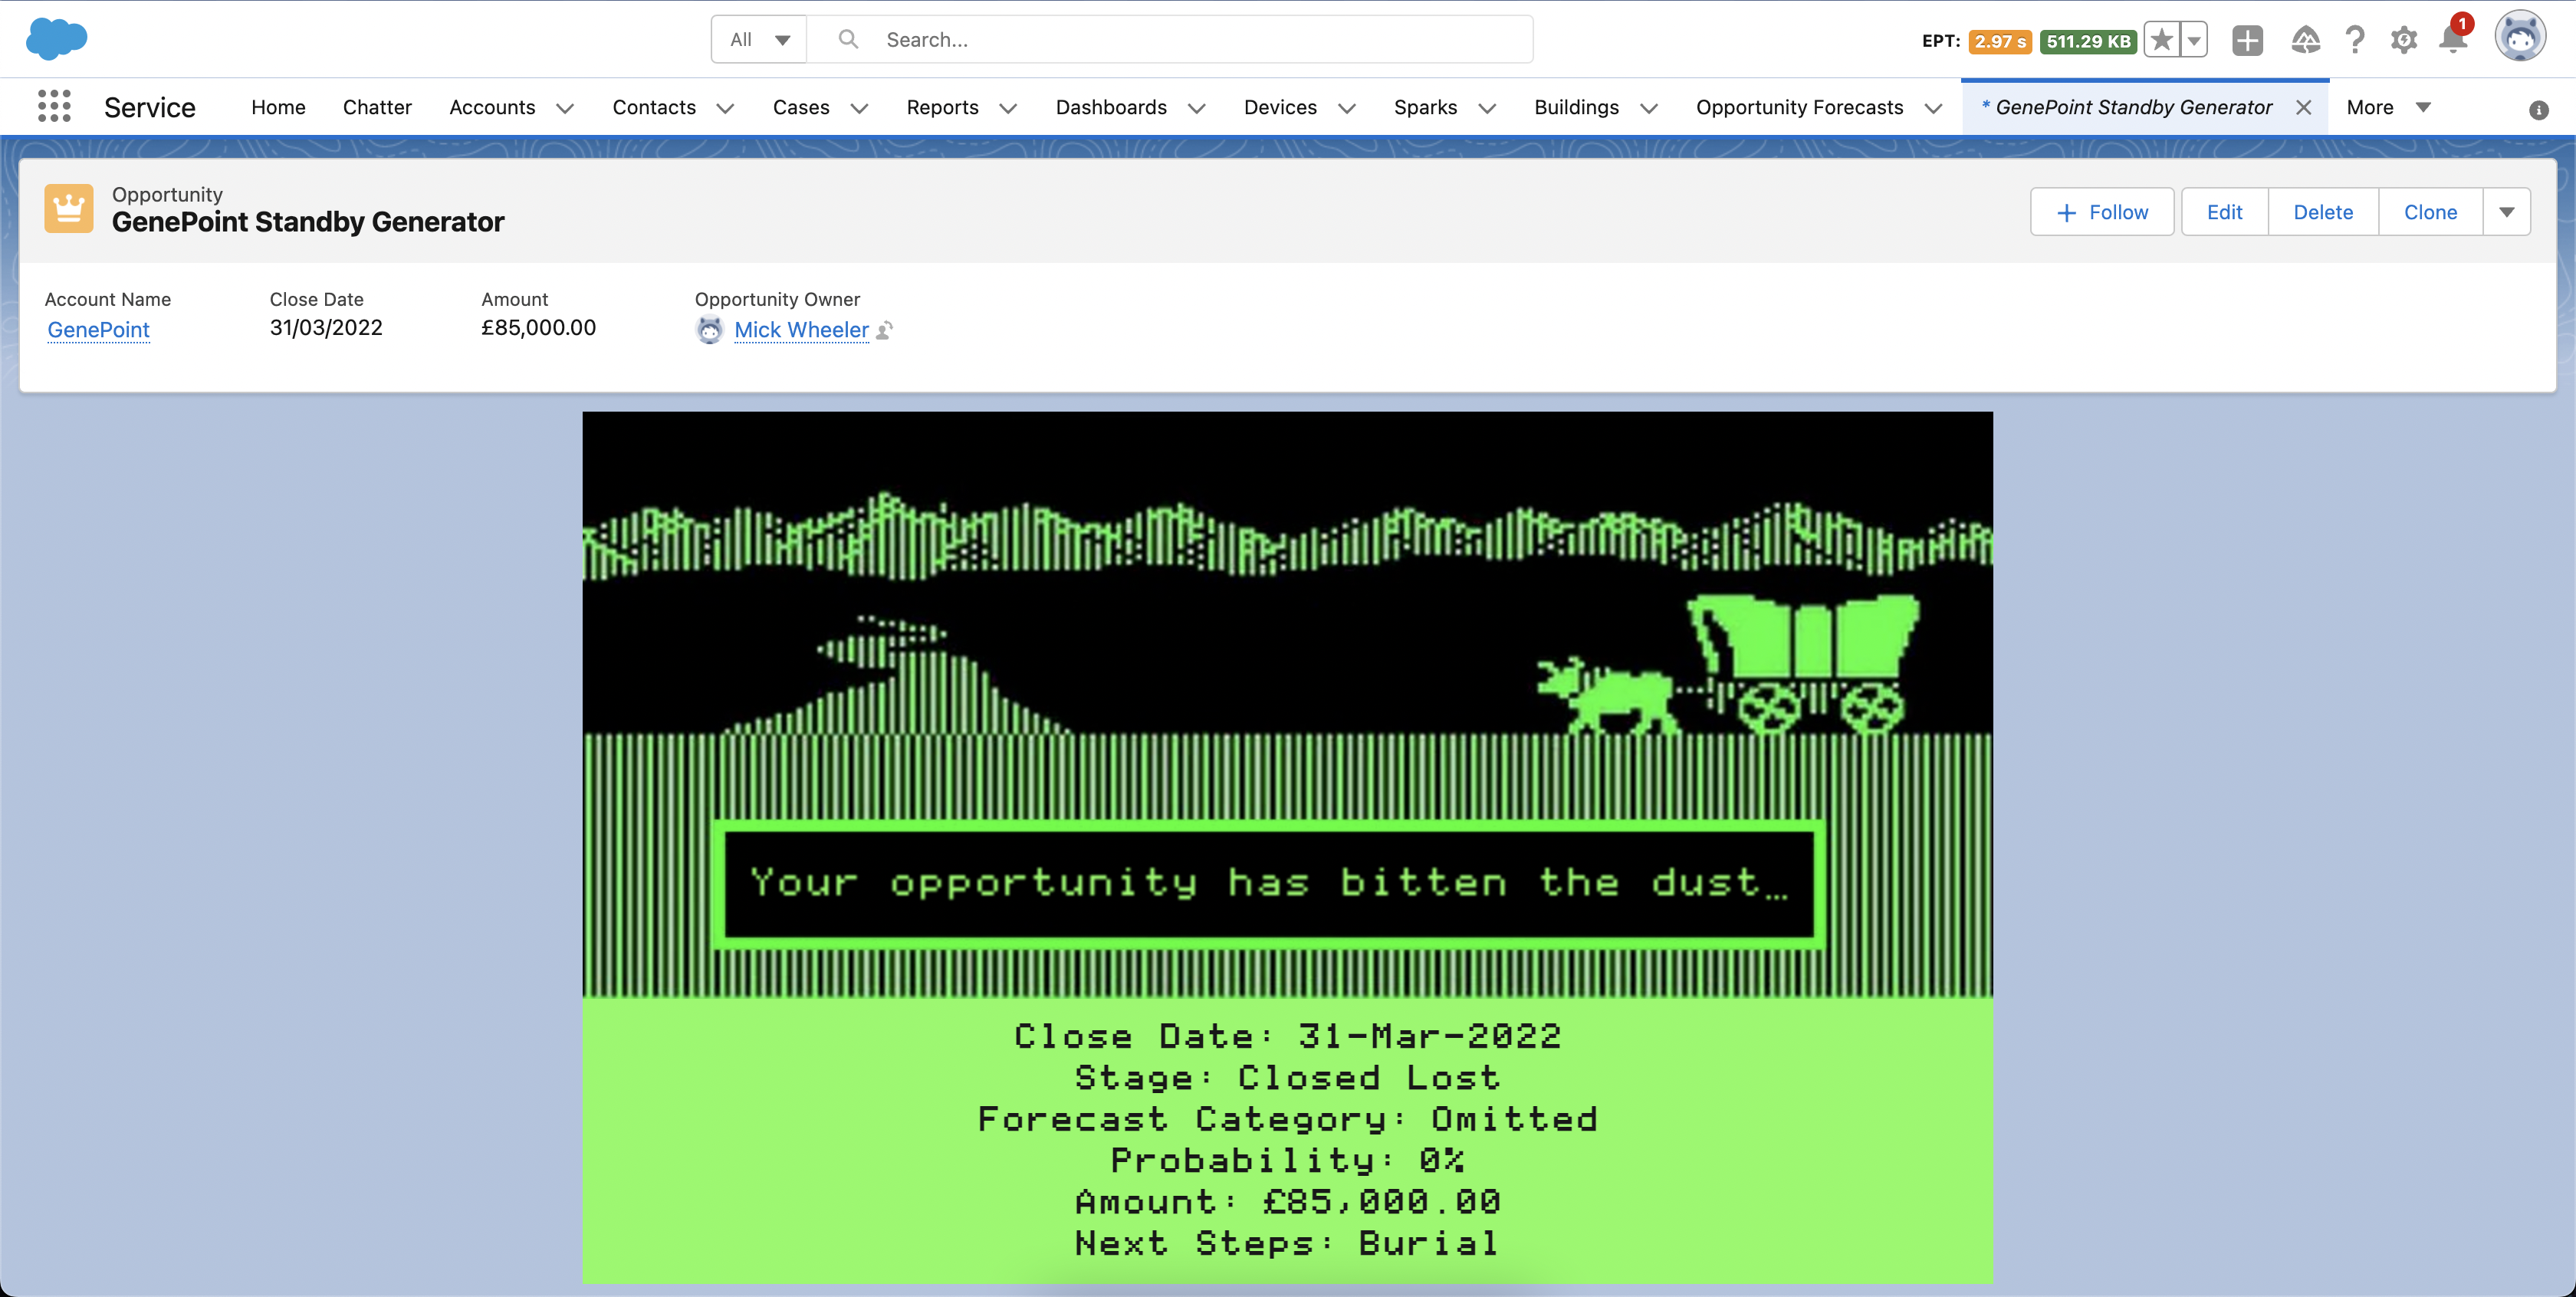 All
Search...
EPT: 2.97 s 511.29 KB
1
Service Home Chatter Accounts Contacts Cases Reports Dashboards Devices Sparks Buildings Opportunity Forecasts * GenePoint Standby Generator More
Opportunity
GenePoint Standby Generator
+ Follow Edit Delete Clone
Account Name Close Date Amount Opportunity Owner
GenePoint 31/03/2022 £85,000.00 Mick Wheeler
Your opportunity has bitten the dust…
Close Date: 31-Mar-2022
Stage: Closed Lost
Forecast Category: Omitted
Probability: 0%
Amount: £85,000.00
Next Steps: Burial